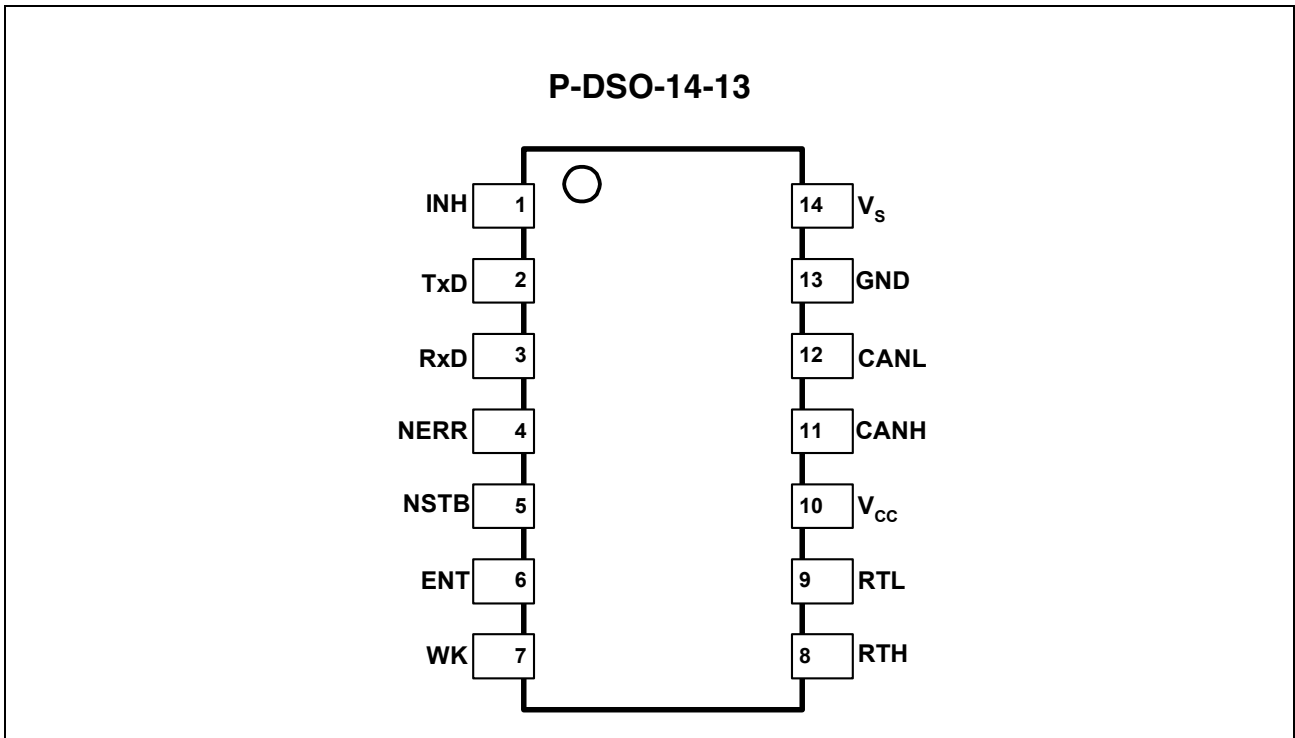 P-DSO-14-13
INH 1 14 VS
TxD 2 13 GND
RxD 3 12 CANL
NERR 4 11 CANH
NSTB 5 10 VCC
ENT 6 9 RTL
WK 7 8 RTH